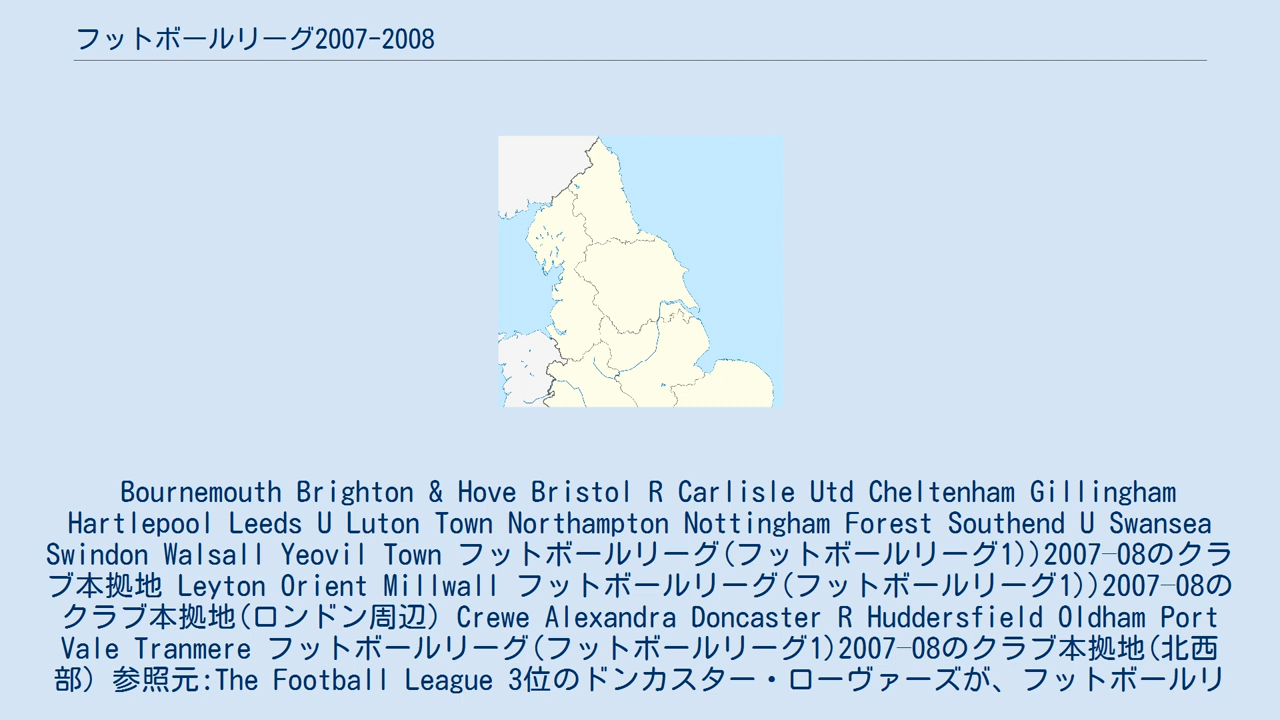 フットボールリーグ2007-2008
Bournemouth Brighton & Hove Bristol R Carlisle Utd Cheltenham Gillingham
Hartlepool Leeds U Luton Town Northampton Nottingham Forest Southend U Swansea
Swindon Walsall Yeovil Town フットボールリーグ(フットボールリーグ1))2007–08のクラ
ブ本拠地 Leyton Orient Millwall フットボールリーグ(フットボールリーグ1))2007–08の
クラブ本拠地(ロンドン周辺) Crewe Alexandra Doncaster R Huddersfield Oldham Port
Vale Tranmere フットボールリーグ(フットボールリーグ1)2007–08のクラブ本拠地(北西
部) 参照元:The Football League 3位のドンカスター・ローヴァーズが、フットボールリ